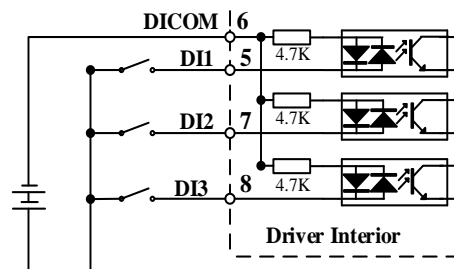 DICOM 6
DI1 5
4.7K
DI2 7
4.7K
DI3 8
4.7K
Driver Interior